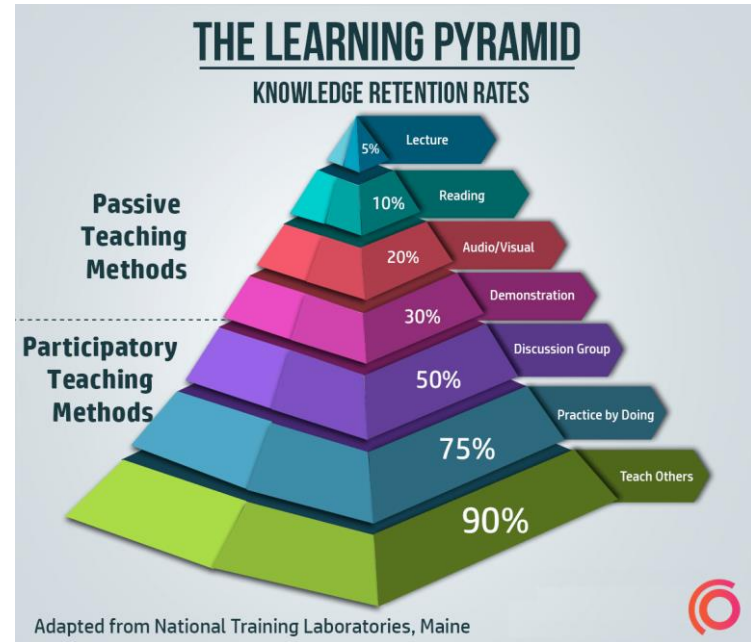 THE LEARNING PYRAMID
KNOWLEDGE RETENTION RATES
5% Lecture
10% Reading
20% Audio/Visual
30% Demonstration
50% Discussion Group
75% Practice by Doing
90% Teach Others
Passive
Teaching
Methods
Participatory
Teaching
Methods
Adapted from National Training Laboratories, Maine